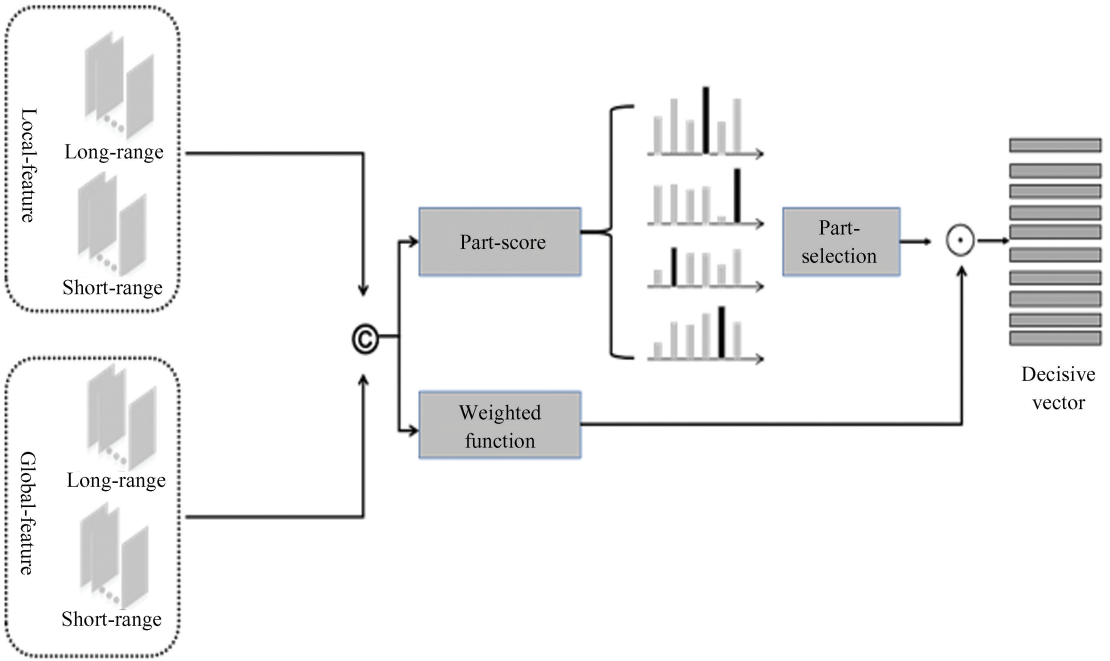 Local-feature
Long-range
Short-range
Global-feature
Long-range
Short-range
C
Part-score
Weighted
function
Part-
selection
Decisive
vector